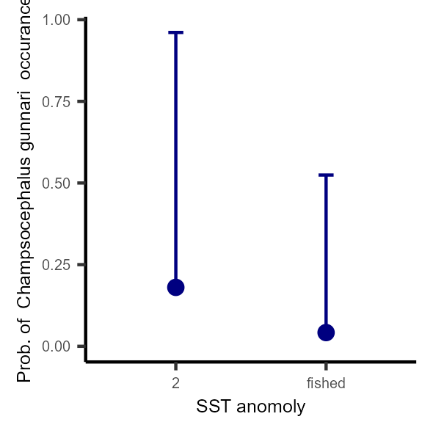 Prob. of Champsocephalus gunnari occurance
1.00
0.75
0.50
0.25
0.00
2
fished
SST anomoly